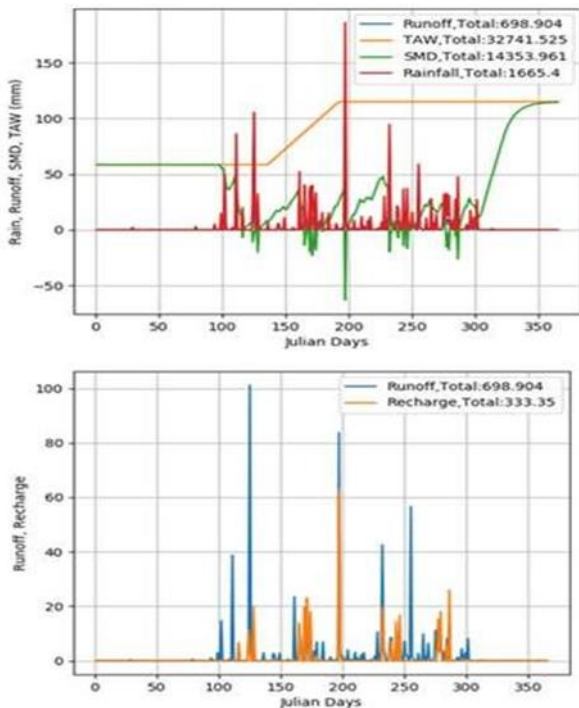 Runoff,Total:698.904
TAW,Total:32741.525
SMD,Total:14353.961
Rainfall,Total:1665.4
Rain, Runoff, SMD, TAW (mm)
150
100
50
0
−50
0 50 100 150 200 250 300 350
Julian Days
Runoff,Total:698.904
Recharge,Total:333.35
Runoff, Recharge
100
80
60
40
20
0
0 50 100 150 200 250 300 350
Julian Days